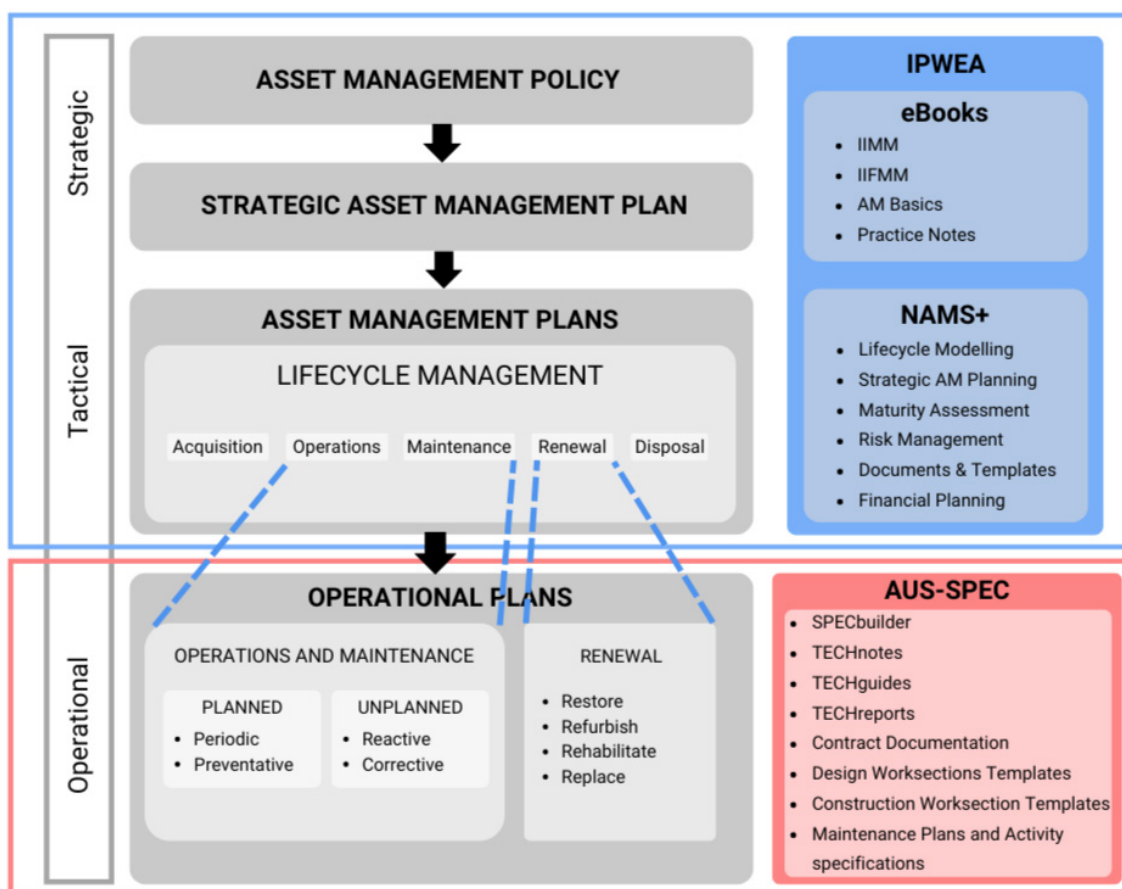 Strategic
Tactical
Operational
ASSET MANAGEMENT POLICY
STRATEGIC ASSET MANAGEMENT PLAN
ASSET MANAGEMENT PLANS
LIFECYCLE MANAGEMENT
Acquisition
Operations
Maintenance
Renewal
Disposal
OPERATIONAL PLANS
OPERATIONS AND MAINTENANCE
PLANNED
• Periodic
• Preventative
UNPLANNED
• Reactive
• Corrective
RENEWAL
• Restore
• Refurbish
• Rehabilitate
• Replace
IPWEA
eBooks
• IIMM
• IIFMM
• AM Basics
• Practice Notes
NAMS+
• Lifecycle Modelling
• Strategic AM Planning
• Maturity Assessment
• Risk Management
• Documents & Templates
• Financial Planning
AUS-SPEC
• SPECbuilder
• TECHnotes
• TECHguides
• TECHreports
• Contract Documentation
• Design Worksections Templates
• Construction Worksection Templates
• Maintenance Plans and Activity
specifications